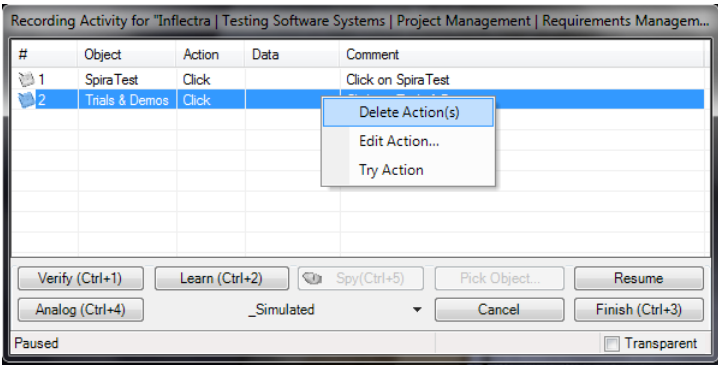 Recording Activity for "Inflectra | Testing Software Systems | Project Management | Requirements Managem...
# Object Action Data Comment
1 SpiraTest Click Click on SpiraTest
2 Trials & Demos Click
Delete Action(s)
Edit Action...
Try Action
Verify (Ctrl+1) Learn (Ctrl+2) Spy(Ctrl+5) Pick Object... Resume
Analog (Ctrl+4) _Simulated Cancel Finish (Ctrl+3)
Paused Transparent